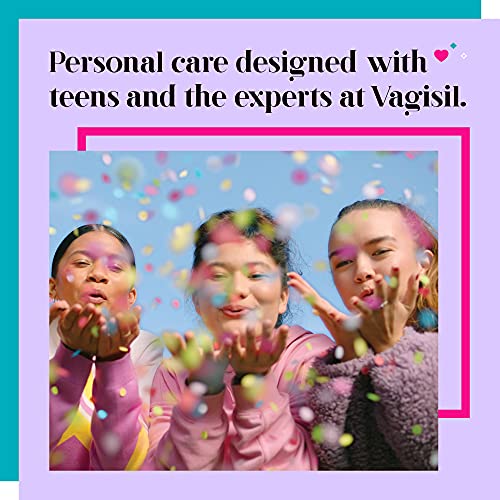 Personal care designed with
teens and the experts at Vagisil.